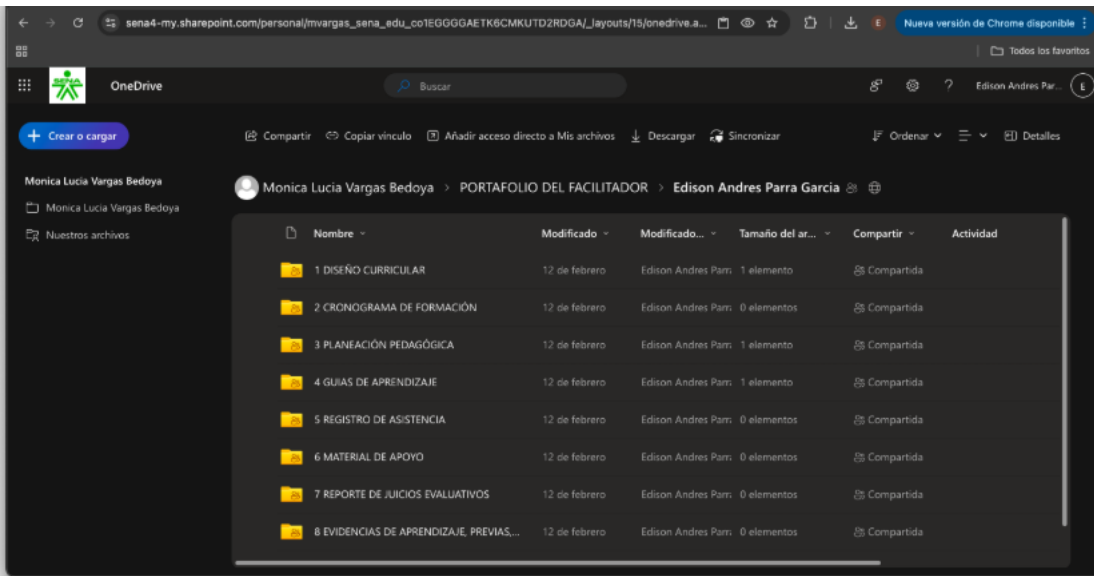 sena4-my.sharepoint.com/personal/mvargas_sena_edu_co1EGGGGAETK6CMKUTD2RDGA/_layouts/15/onedrive.a...
E
Nueva versión de Chrome disponible
Todos los favoritos
SENA
OneDrive
Buscar
?
Edison Andres Par...
E
+ Crear o cargar
Compartir
Copiar vínculo
Añadir acceso directo a Mis archivos
Descargar
Sincronizar
Ordenar
Detalles
Monica Lucia Vargas Bedoya
Monica Lucia Vargas Bedoya
Nuestros archivos
Monica Lucia Vargas Bedoya > PORTAFOLIO DEL FACILITADOR > Edison Andres Parra Garcia
Nombre Modificado Modificado... Tamaño del ar... Compartir Actividad
1 DISEÑO CURRICULAR 12 de febrero Edison Andres Parra 1 elemento Compartida
2 CRONOGRAMA DE FORMACIÓN 12 de febrero Edison Andres Parra 0 elementos Compartida
3 PLANEACIÓN PEDAGÓGICA 12 de febrero Edison Andres Parra 1 elemento Compartida
4 GUIAS DE APRENDIZAJE 12 de febrero Edison Andres Parra 1 elemento Compartida
5 REGISTRO DE ASISTENCIA 12 de febrero Edison Andres Parra 0 elementos Compartida
6 MATERIAL DE APOYO 12 de febrero Edison Andres Parra 0 elementos Compartida
7 REPORTE DE JUICIOS EVALUATIVOS 12 de febrero Edison Andres Parra 0 elementos Compartida
8 EVIDENCIAS DE APRENDIZAJE, PREVIAS,... 12 de febrero Edison Andres Parra 0 elementos Compartida